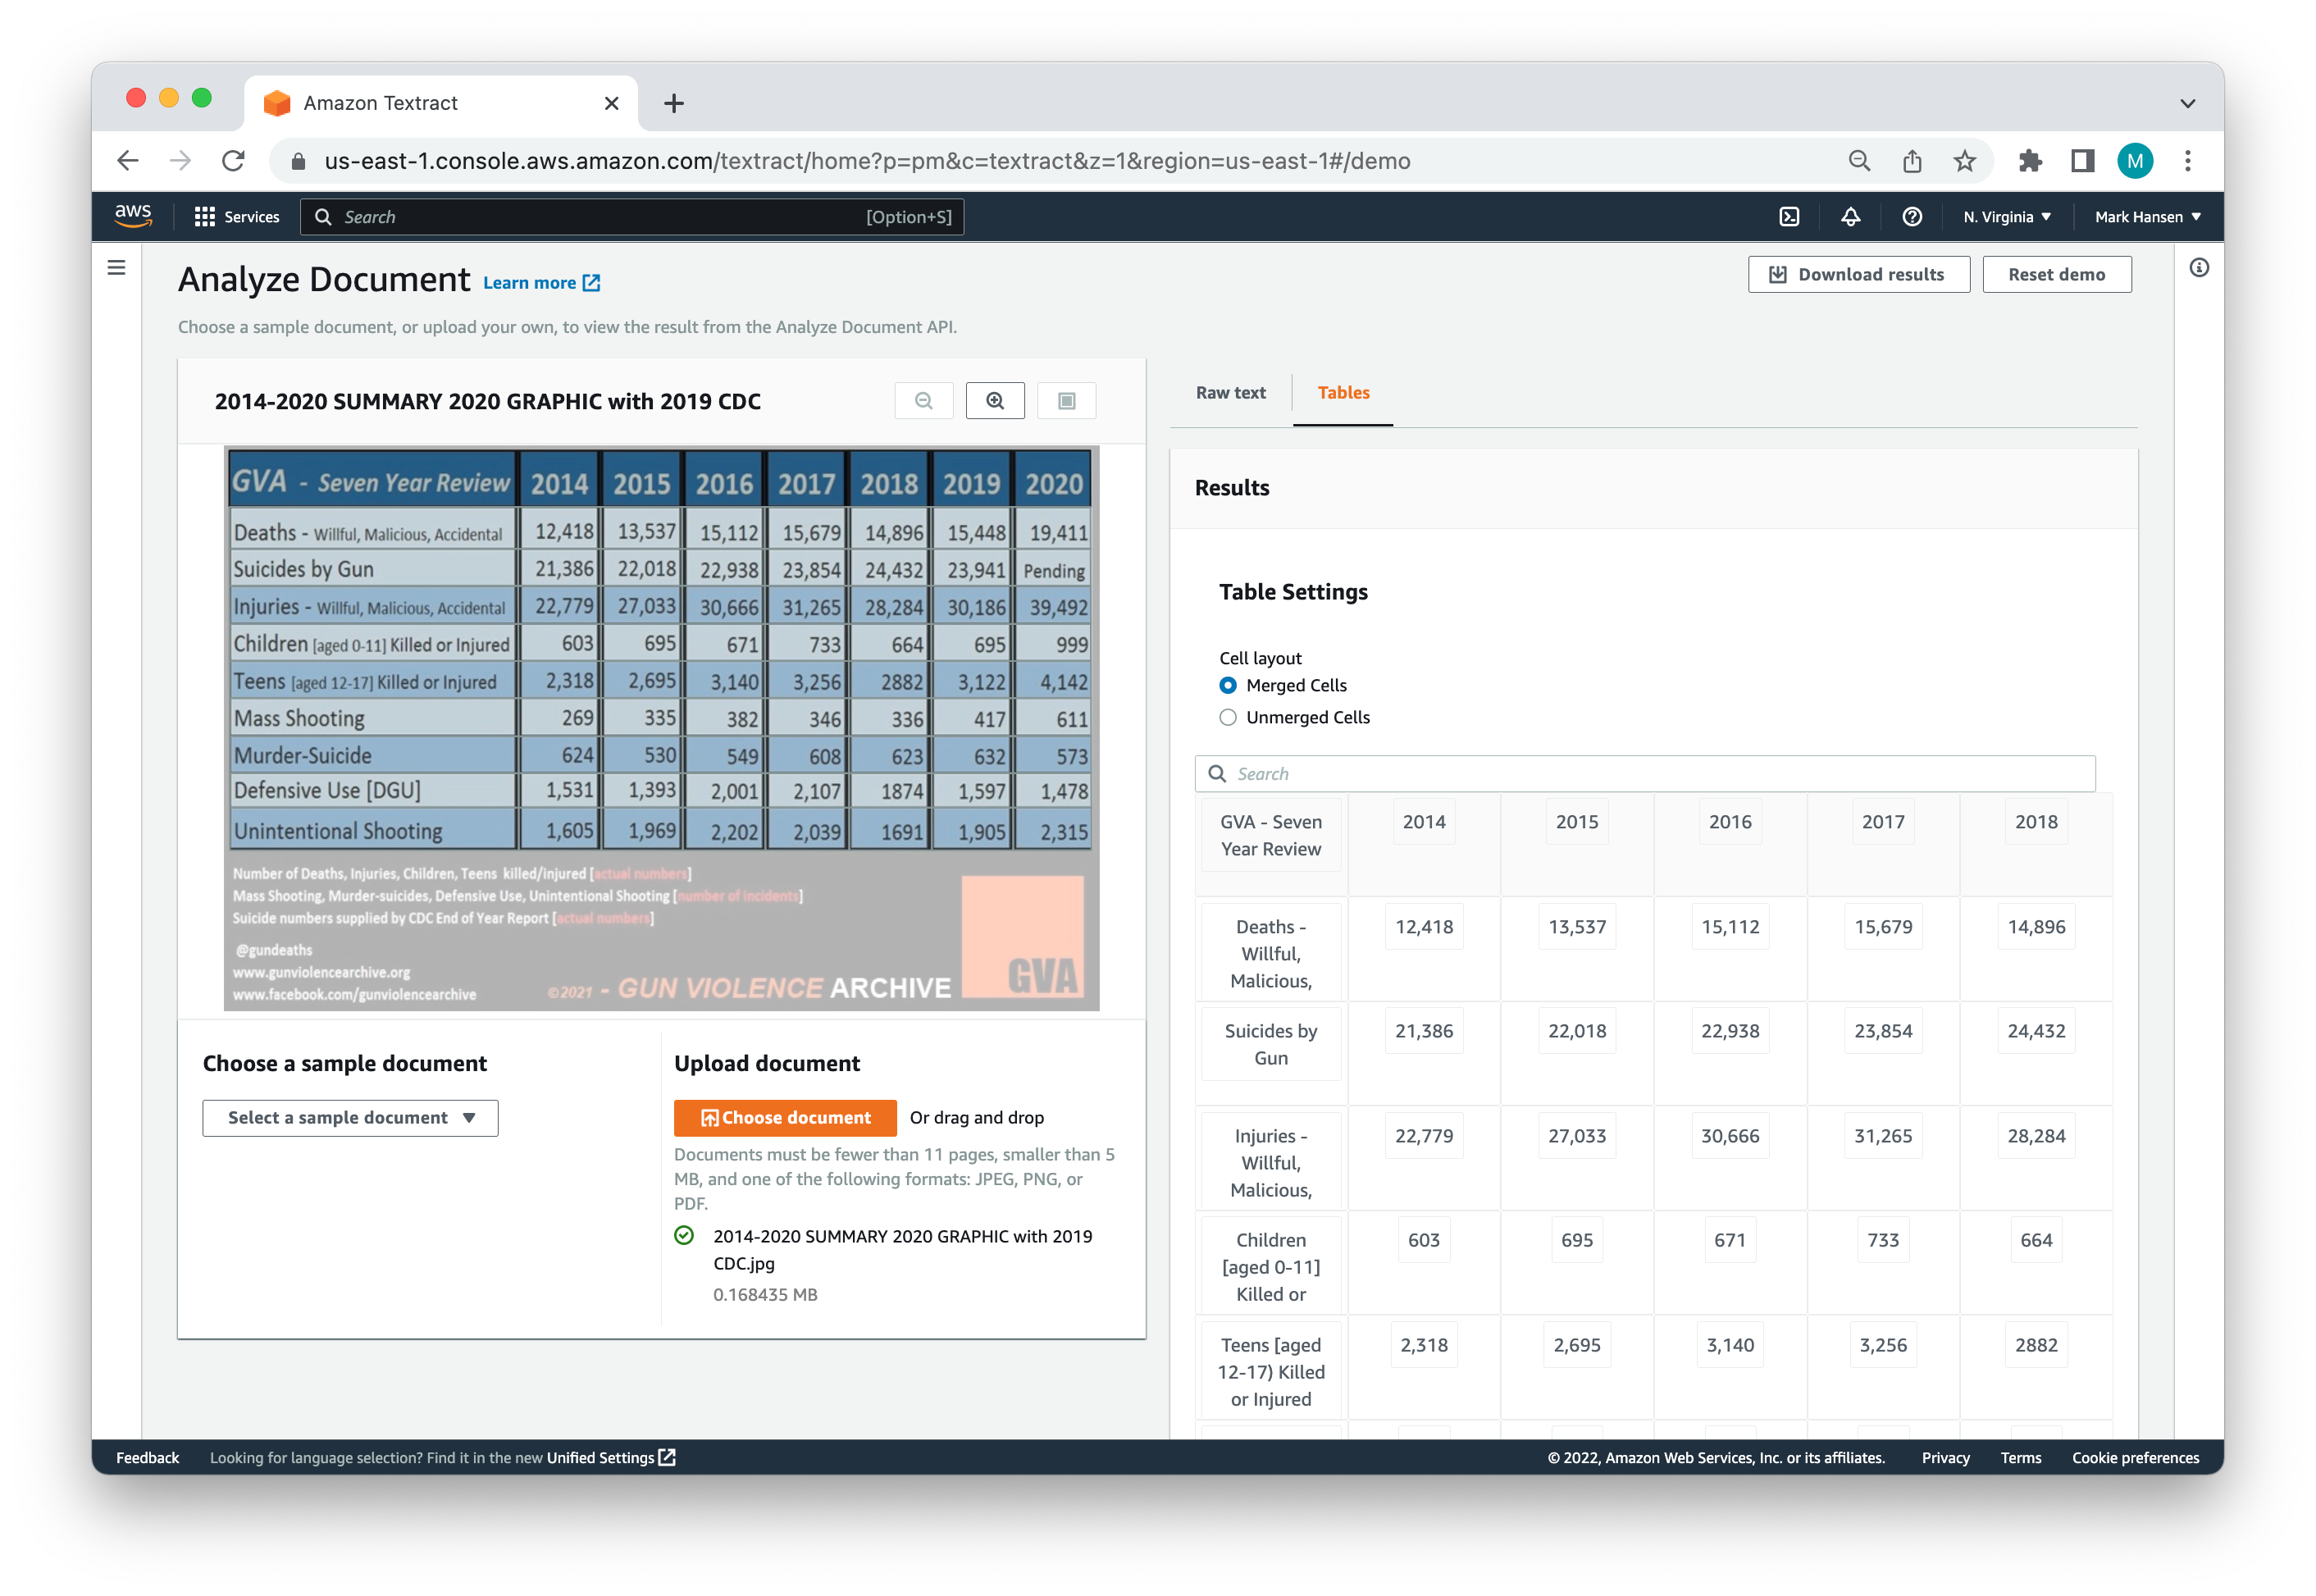 Amazon Textract
us-east-1.console.aws.amazon.com/textract/home?p=pm&c=textract&z=1&region=us-east-1#/demo
M
aws Services Search [Option+S] N. Virginia ▼ Mark Hansen ▼
Analyze Document Learn more
Download results Reset demo
Choose a sample document, or upload your own, to view the result from the Analyze Document API.
2014-2020 SUMMARY 2020 GRAPHIC with 2019 CDC
GVA - Seven Year Review 2014 2015 2016 2017 2018 2019 2020
Deaths - Willful, Malicious, Accidental 12,418 13,537 15,112 15,679 14,896 15,448 19,411
Suicides by Gun 21,386 22,018 22,938 23,854 24,432 23,941 Pending
Injuries - Willful, Malicious, Accidental 22,779 27,033 30,666 31,265 28,284 30,186 39,492
Children [aged 0-11] Killed or Injured 603 695 671 733 664 695 999
Teens [aged 12-17] Killed or Injured 2,318 2,695 3,140 3,256 2882 3,122 4,142
Mass Shooting 269 335 382 346 336 417 611
Murder-Suicide 624 530 549 608 623 632 573
Defensive Use [DGU] 1,531 1,393 2,001 2,107 1874 1,597 1,478
Unintentional Shooting 1,605 1,969 2,202 2,039 1691 1,905 2,315
Number of Deaths, Injuries, Children, Teens killed/injured [actual numbers]
Mass Shooting, Murder-suicides, Defensive Use, Unintentional Shooting [number of incidents]
Suicide numbers supplied by CDC End of Year Report [actual numbers]
@gundeaths
www.gunviolencearchive.org
www.facebook.com/gunviolencearchive
©2021 - GUN VIOLENCE ARCHIVE
GVA
Choose a sample document
Select a sample document ▼
Upload document
Choose document Or drag and drop
Documents must be fewer than 11 pages, smaller than 5
MB, and one of the following formats: JPEG, PNG, or
PDF.
2014-2020 SUMMARY 2020 GRAPHIC with 2019
CDC.jpg
0.168435 MB
Raw text Tables
Results
Table Settings
Cell layout
Merged Cells
Unmerged Cells
Search
GVA - Seven 2014 2015 2016 2017 2018
Year Review
Deaths - 12,418 13,537 15,112 15,679 14,896
Willful,
Malicious,
Suicides by 21,386 22,018 22,938 23,854 24,432
Gun
Injuries - 22,779 27,033 30,666 31,265 28,284
Willful,
Malicious,
Children 603 695 671 733 664
[aged 0-11]
Killed or
Teens [aged 2,318 2,695 3,140 3,256 2882
12-17) Killed
or Injured
Feedback Looking for language selection? Find it in the new Unified Settings © 2022, Amazon Web Services, Inc. or its affiliates. Privacy Terms Cookie preferences